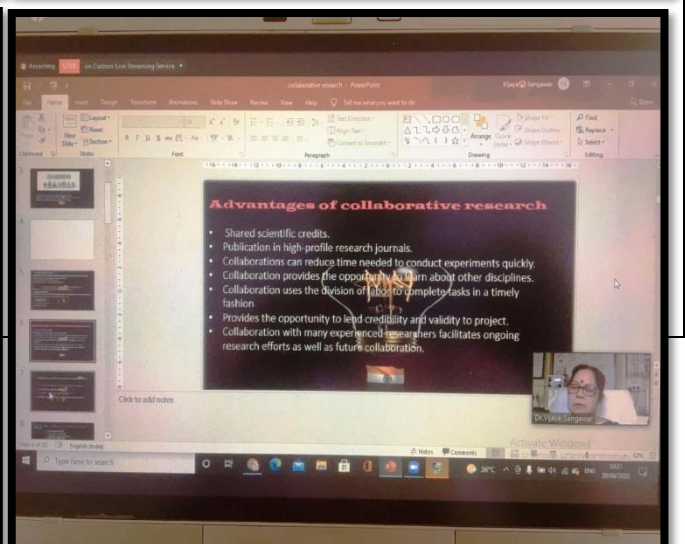 Recording LIVE on Custom Live Streaming Service
collaborative research - PowerPoint
Vijaya Sangawar
File Home Insert Design Transitions Animations Slide Show Review View Help Tell me what you want to do
Share
New Slide
Layout
Reset
Section
Text Direction
Align Text
Convert to SmartArt
Arrange
Quick Styles
Shape Fill
Shape Outline
Shape Effects
Find
Replace
Select
Clipboard Slides Font Paragraph Drawing Editing
Advantages of collaborative research
• Shared scientific credits.
• Publication in high-profile research journals.
• Collaborations can reduce time needed to conduct experiments quickly.
• Collaboration provides the opportunity to learn about other disciplines.
• Collaboration uses the division of labor to complete tasks in a timely
fashion
• Provides the opportunity to lend credibility and validity to project.
• Collaboration with many experienced researchers facilitates ongoing
research efforts as well as future collaboration.
Click to add notes
Dr.Vijaya Sangawar
Activate Windows
English (India)
Notes Comments
Type here to search
36°C
ENG